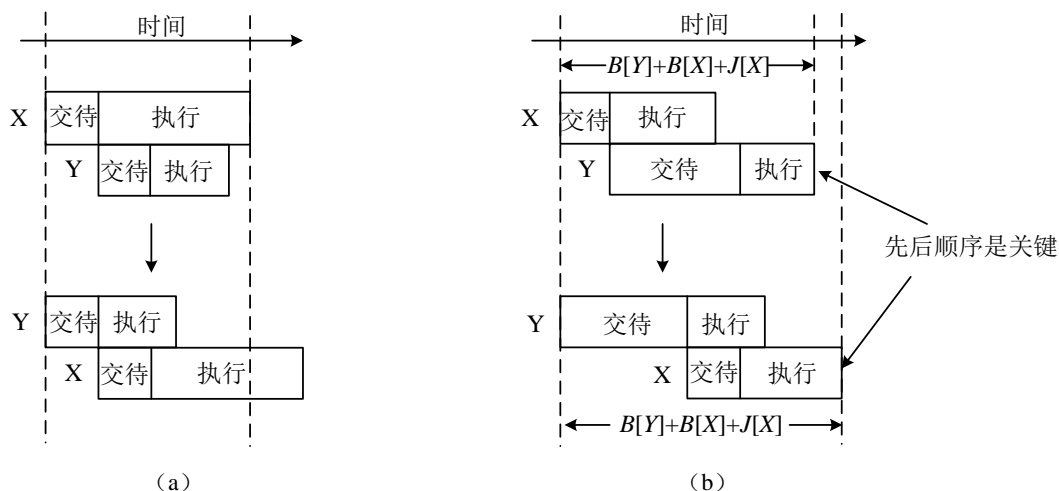 时间
X 交待 执行
Y 交待 执行
Y 交待 执行
X 交待 执行
（a）
时间
B[Y]+B[X]+J[X]
X 交待 执行
Y 交待 执行
先后顺序是关键
Y 交待 执行
X 交待 执行
B[Y]+B[X]+J[X]
（b）